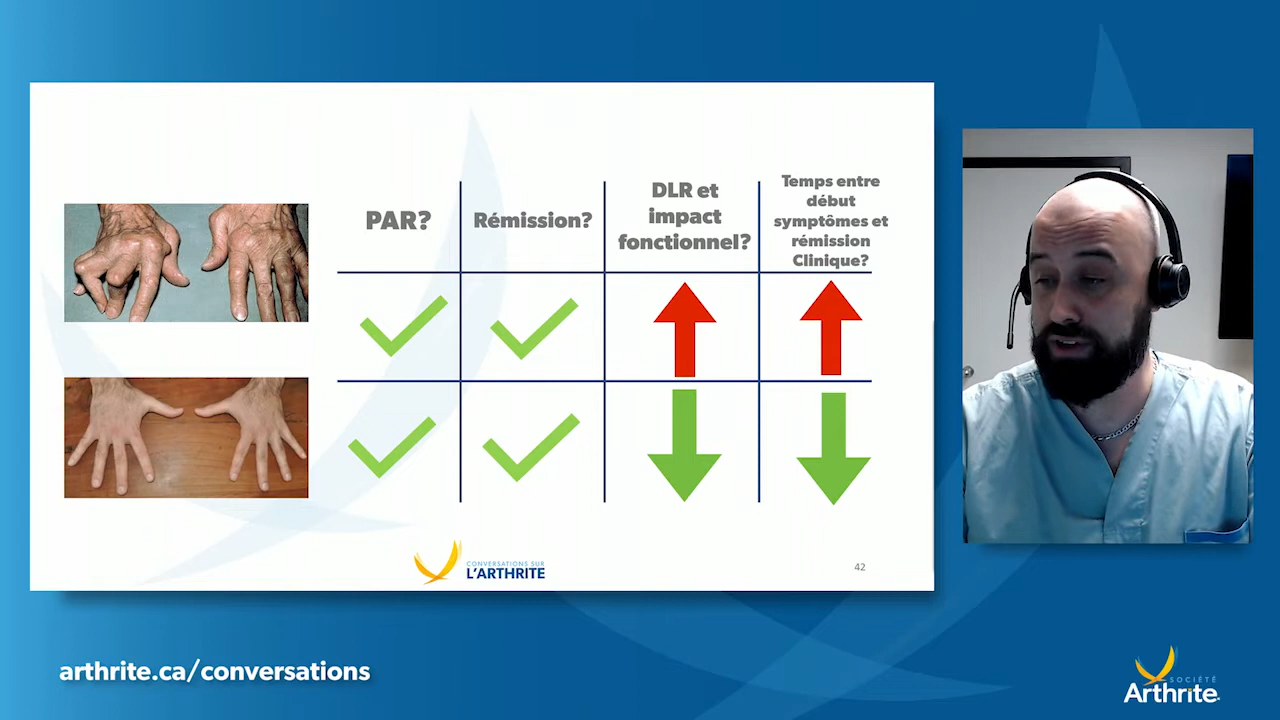 PAR?
Rémission?
DLR et
impact
fonctionnel?
Temps entre
début
symptômes et
rémission
Clinique?
CONVERSATIONS SUR
L'ARTHRITE
42
arthrite.ca/conversations
SOCIÉTÉ
Arthrite